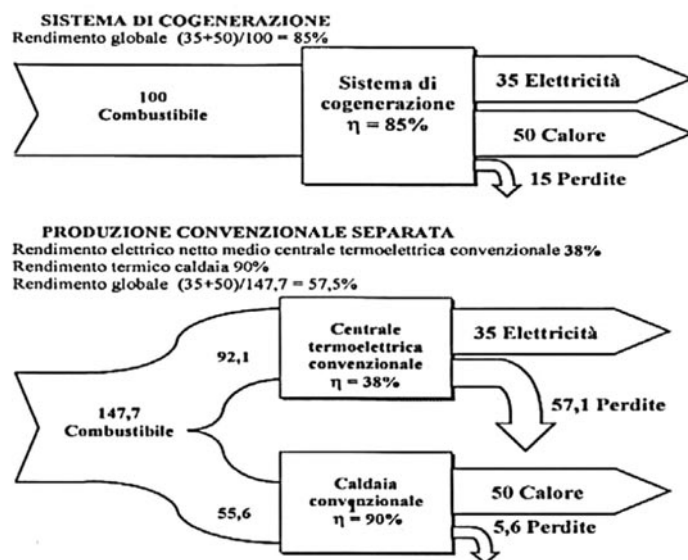 SISTEMA DI COGENERAZIONE
Rendimento globale (35+50)/100 = 85%
100
Combustibile
Sistema di
cogenerazione
η = 85%
35 Elettricità
50 Calore
15 Perdite
PRODUZIONE CONVENZIONALE SEPARATA
Rendimento elettrico netto medio centrale termoelettrica convenzionale 38%
Rendimento termico caldaia 90%
Rendimento globale (35+50)/147,7 = 57,5%
92,1
Centrale
termoelettrica
convenzionale
η = 38%
35 Elettricità
57,1 Perdite
147,7
Combustibile
55,6
Caldaia
convenzionale
η = 90%
50 Calore
5,6 Perdite